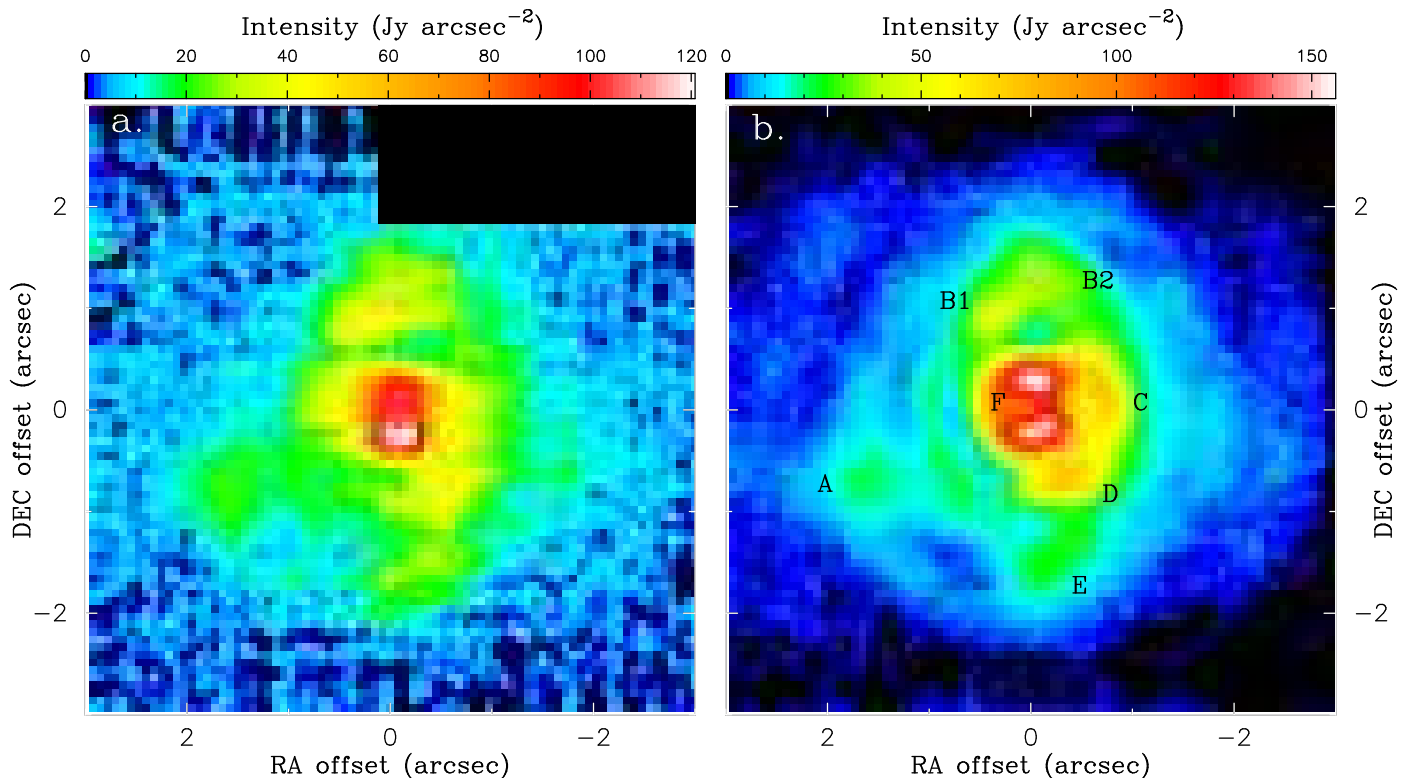 Intensity (Jy arcsec−2)
0 20 40 60 80 100 120
a.
2
0
−2
DEC offset (arcsec)
2 0 −2
RA offset (arcsec)
Intensity (Jy arcsec−2)
0 50 100 150
b.
B2
B1
F
C
A
D
E
2
0
−2
DEC offset (arcsec)
2 0 −2
RA offset (arcsec)